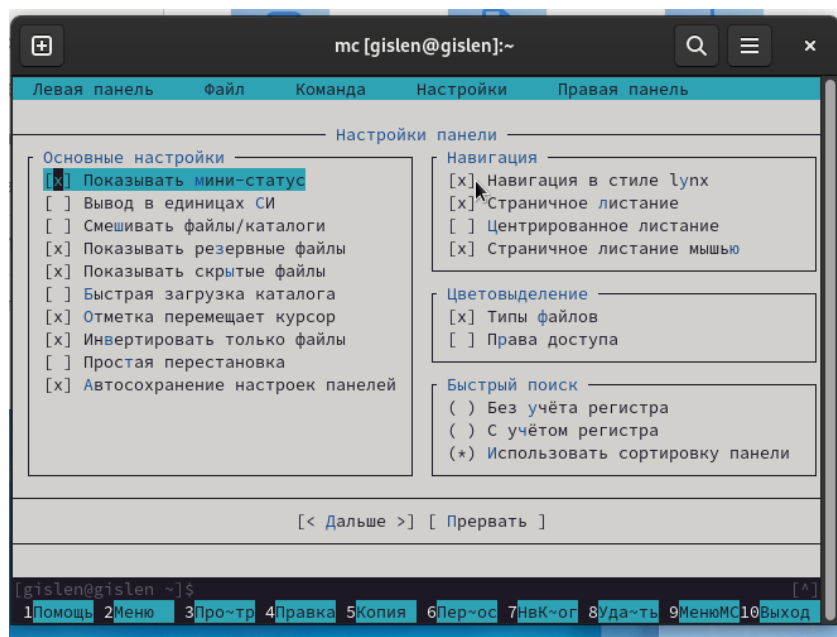 mc [gislen@gislen]:~
Левая панель Файл Команда Настройки Правая панель
Настройки панели
Основные настройки
[x] Показывать мини-статус
[ ] Вывод в единицах СИ
[ ] Смешивать файлы/каталоги
[x] Показывать резервные файлы
[x] Показывать скрытые файлы
[ ] Быстрая загрузка каталога
[x] Отметка перемещает курсор
[x] Инвертировать только файлы
[ ] Простая перестановка
[x] Автосохранение настроек панелей
Навигация
[x] Навигация в стиле lynx
[x] Страничное листание
[ ] Центрированное листание
[x] Страничное листание мышью
Цветовыделение
[x] Типы файлов
[ ] Права доступа
Быстрый поиск
( ) Без учёта регистра
( ) С учётом регистра
(*) Использовать сортировку панели
[< Дальше >] [ Прервать ]
[gislen@gislen ~]$ [^]
1Помощь 2Меню 3Про~тр 4Правка 5Копия 6Пер~ос 7НвК~ог 8Уда~ть 9МенюMC10Выход